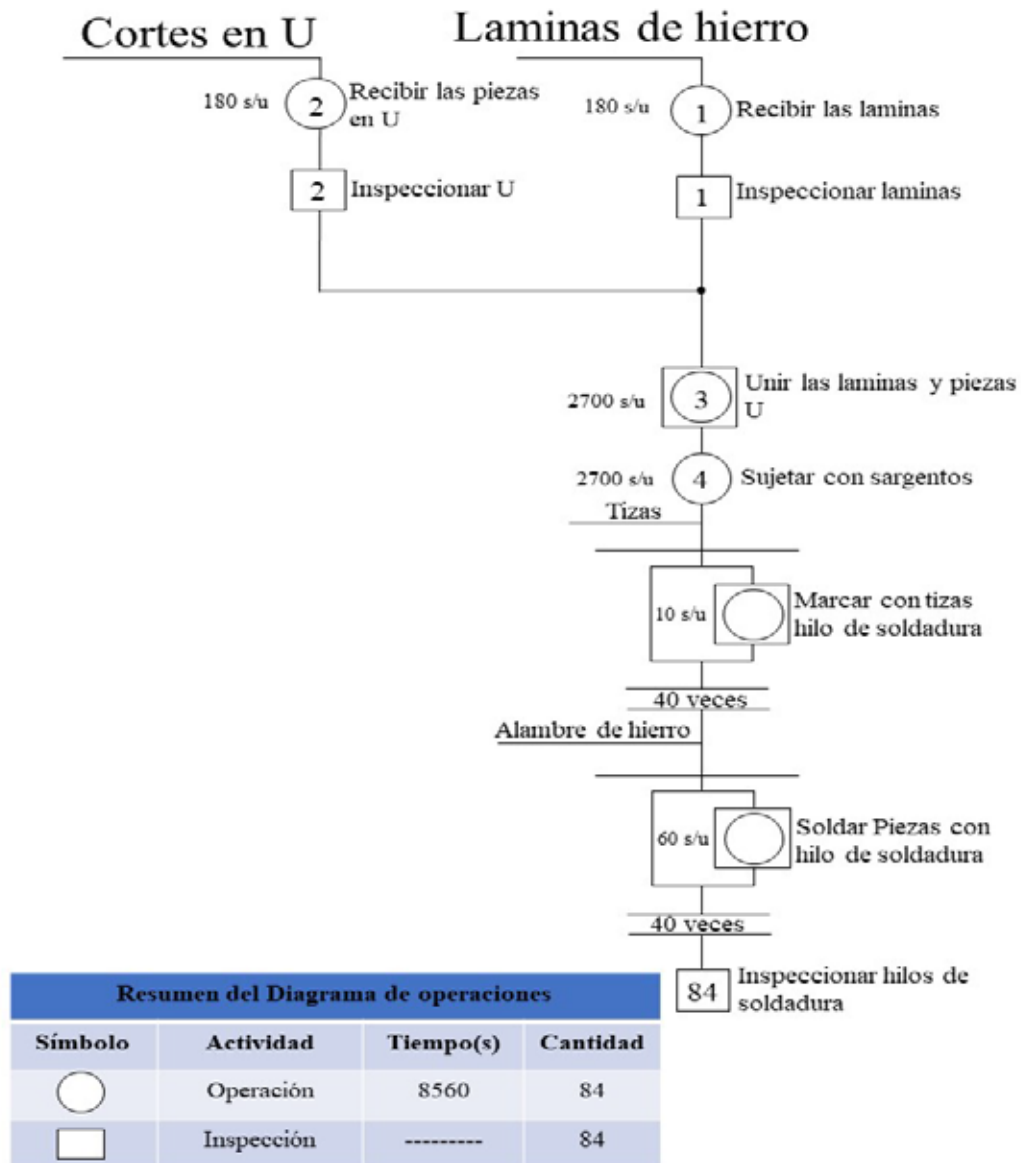 Cortes en U
Laminas de hierro
180 s/u
2
Recibir las piezas
en U
180 s/u
1
Recibir las laminas
2
Inspeccionar U
1
Inspeccionar laminas
2700 s/u
3
Unir las laminas y piezas
U
2700 s/u
4
Sujetar con sargentos
Tizas
10 s/u
Marcar con tizas
hilo de soldadura
40 veces
Alambre de hierro
60 s/u
Soldar Piezas con
hilo de soldadura
40 veces
84
Inspeccionar hilos de
soldadura
Resumen del Diagrama de operaciones
Símbolo Actividad Tiempo(s) Cantidad
Operación 8560 84
Inspección --------- 84